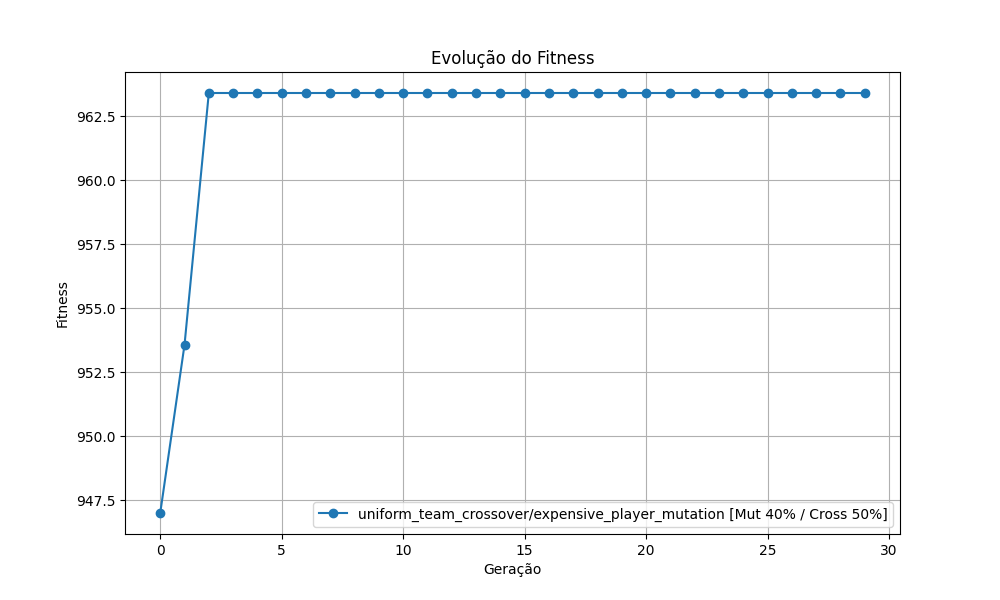 Evolução do Fitness
Fitness
962.5
960.0
957.5
955.0
952.5
950.0
947.5
uniform_team_crossover/expensive_player_mutation [Mut 40% / Cross 50%]
0 5 10 15 20 25 30
Geração